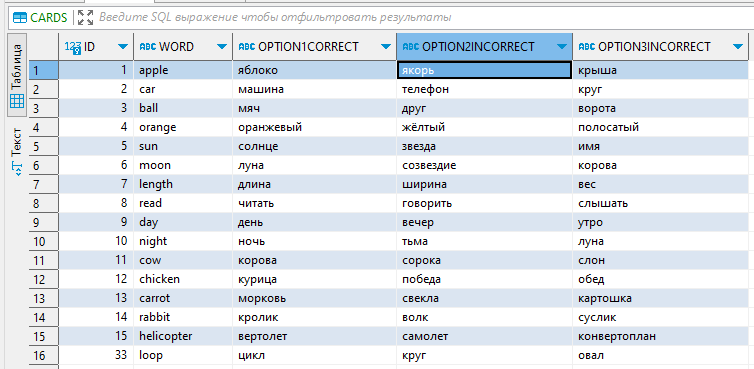 CARDS Введите SQL выражение чтобы отфильтровать результаты
Таблица
Текст
123 ID ABC WORD ABC OPTION1CORRECT ABC OPTION2INCORRECT ABC OPTION3INCORRECT
1 1 apple яблоко якорь крыша
2 2 car машина телефон круг
3 3 ball мяч друг ворота
4 4 orange оранжевый жёлтый полосатый
5 5 sun солнце звезда имя
6 6 moon луна созвездие корова
7 7 length длина ширина вес
8 8 read читать говорить слышать
9 9 day день вечер утро
10 10 night ночь тьма луна
11 11 cow корова сорока слон
12 12 chicken курица победа обед
13 13 carrot морковь свекла картошка
14 14 rabbit кролик волк суслик
15 15 helicopter вертолет самолет конвертоплан
16 33 loop цикл круг овал